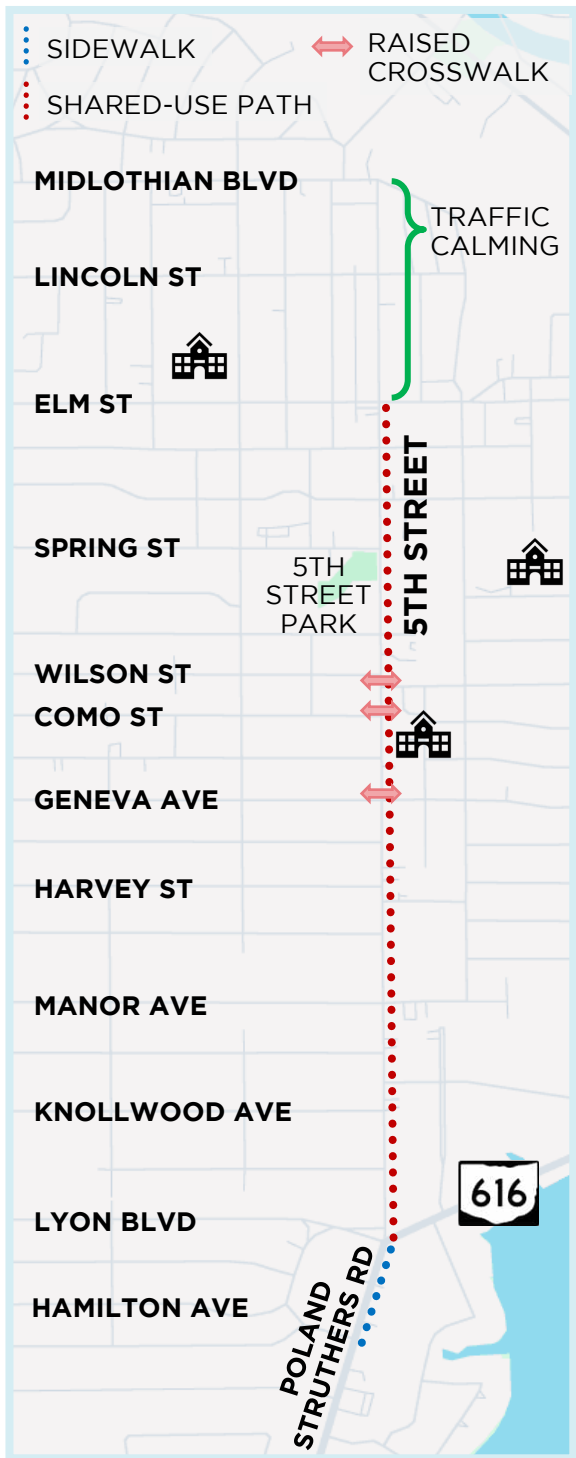 SIDEWALK
RAISED
CROSSWALK
SHARED-USE PATH
MIDLOTHIAN BLVD
TRAFFIC
CALMING
LINCOLN ST
ELM ST
5TH STREET
SPRING ST
5TH
STREET
PARK
WILSON ST
COMO ST
GENEVA AVE
HARVEY ST
MANOR AVE
KNOLLWOOD AVE
616
LYON BLVD
HAMILTON AVE
POLAND
STRUTHERS RD